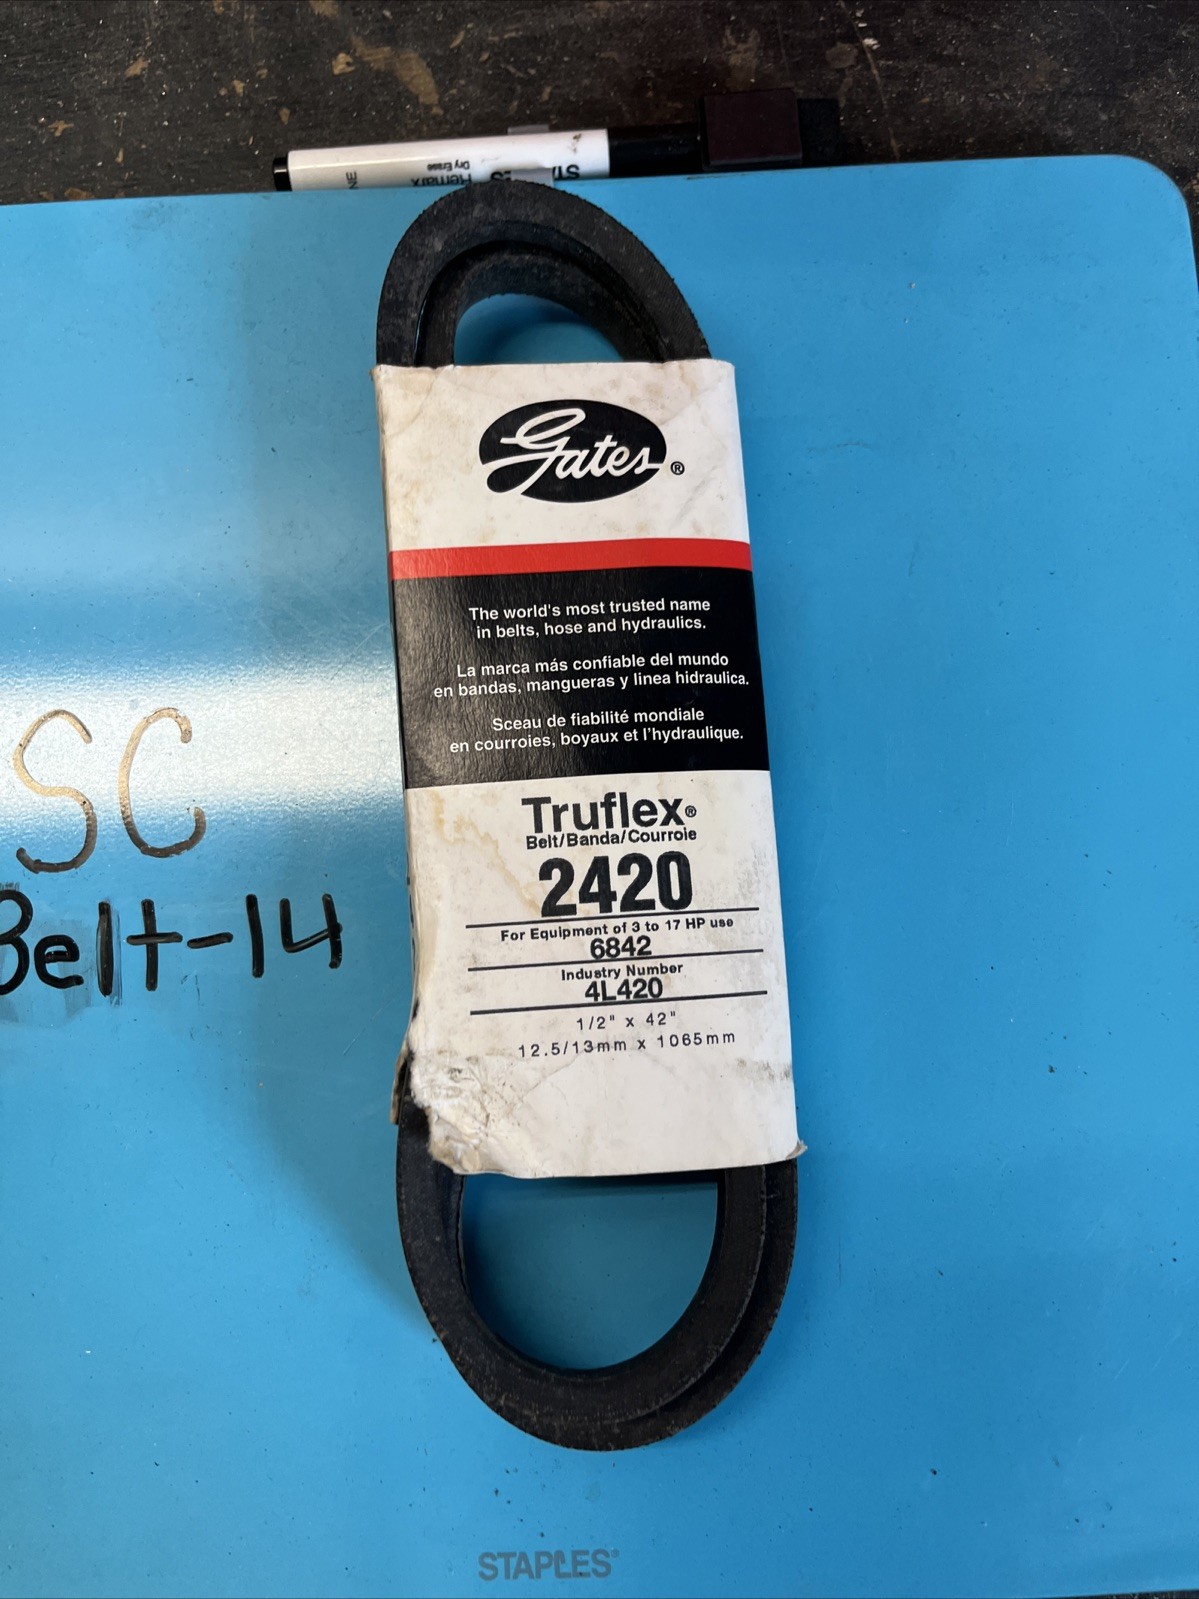 Gates®
The world's most trusted name
in belts, hose and hydraulics.
La marca más confiable del mundo
en bandas, mangueras y linea hidraulica.
Sceau de fiabilité mondiale
en courroies, boyaux et l'hydraulique.
Truflex®
Belt/Banda/Courroie
2420
For Equipment of 3 to 17 HP use
6842
Industry Number
4L420
1/2" x 42"
12.5/13mm x 1065mm
SC
Belt-14
Remarx
Dry Erase
STAPLES